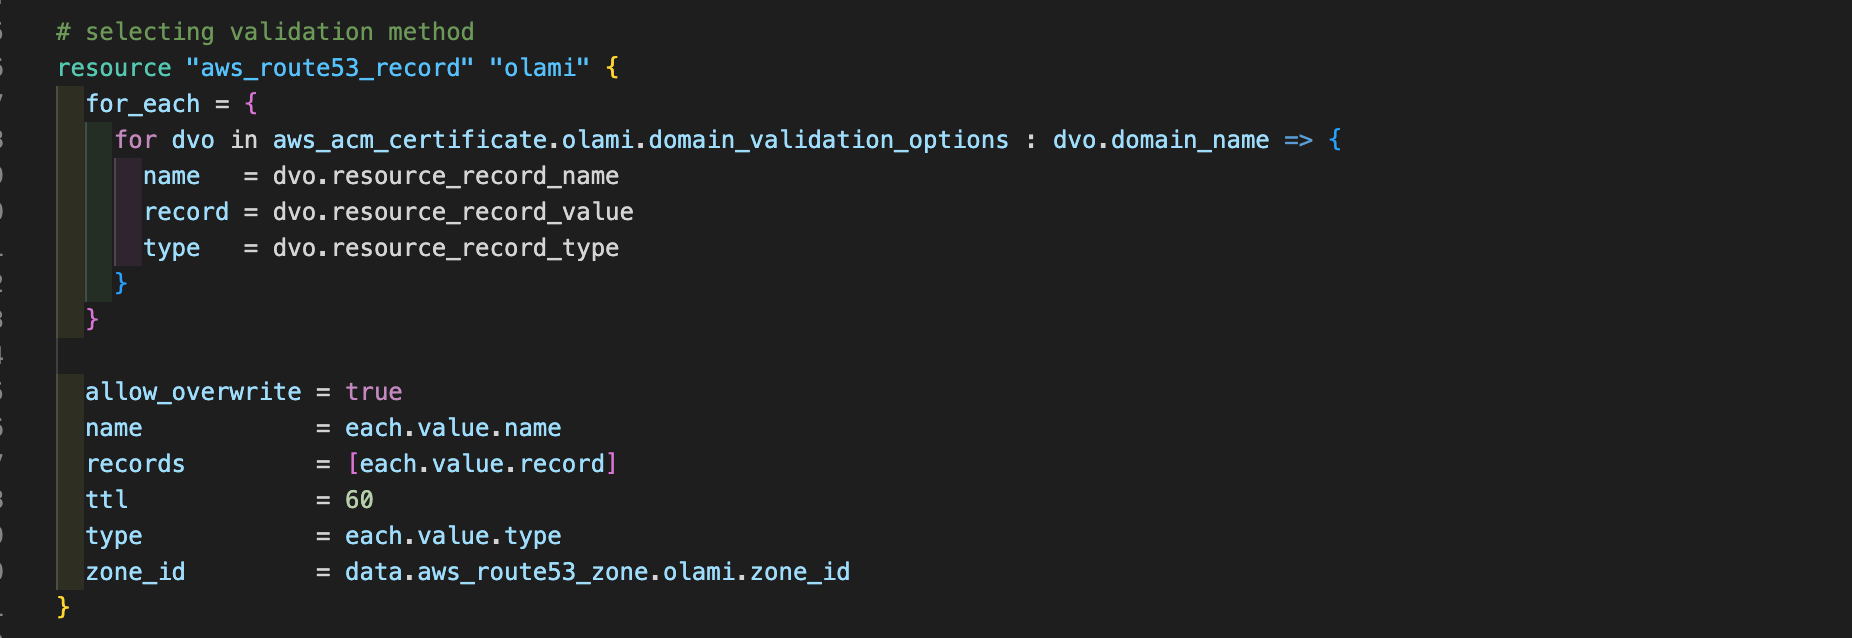 # selecting validation method
resource "aws_route53_record" "olami" {
  for_each = {
    for dvo in aws_acm_certificate.olami.domain_validation_options : dvo.domain_name => {
      name   = dvo.resource_record_name
      record = dvo.resource_record_value
      type   = dvo.resource_record_type
    }
  }

  allow_overwrite = true
  name            = each.value.name
  records         = [each.value.record]
  ttl             = 60
  type            = each.value.type
  zone_id         = data.aws_route53_zone.olami.zone_id
}